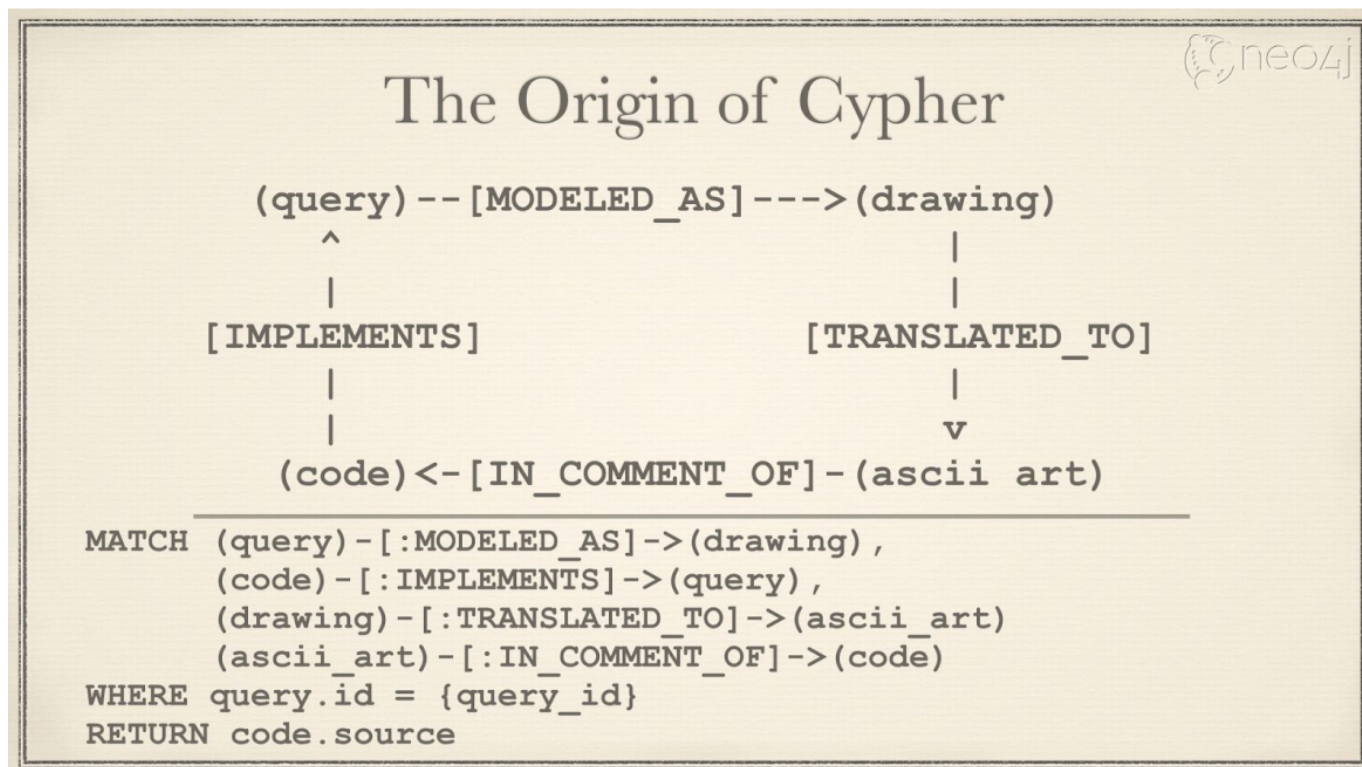 neo4j
The Origin of Cypher
(query)--[MODELED_AS]--->(drawing)
^ |
| |
[IMPLEMENTS] [TRANSLATED_TO]
| |
| v
(code)<-[IN_COMMENT_OF]-(ascii art)
MATCH (query)-[:MODELED_AS]->(drawing),
(code)-[:IMPLEMENTS]->(query),
(drawing)-[:TRANSLATED_TO]->(ascii_art)
(ascii_art)-[:IN_COMMENT_OF]->(code)
WHERE query.id = {query_id}
RETURN code.source